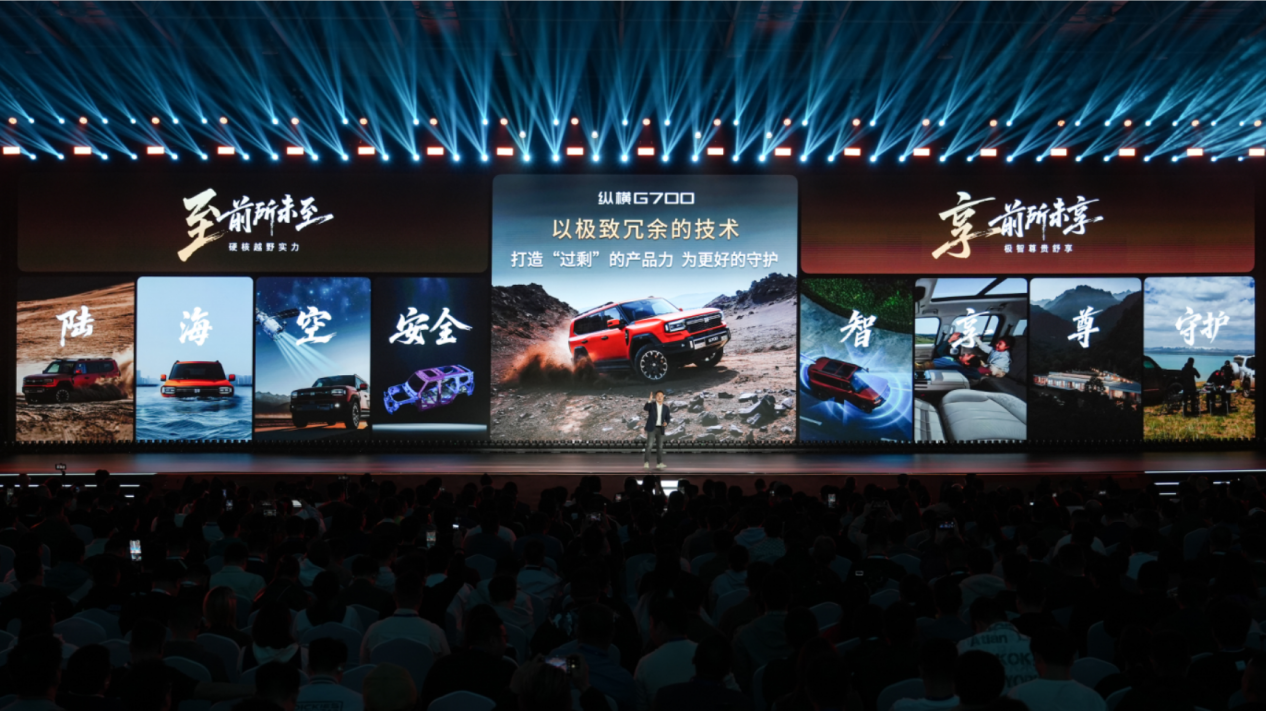 至前所未至
硬核越野实力
陆
海
空
安全
纵横G700
以极致冗余的技术
打造“过剩”的产品力 为更好的守护
享前所未享
极智尊贵舒享
智
享
尊
守护